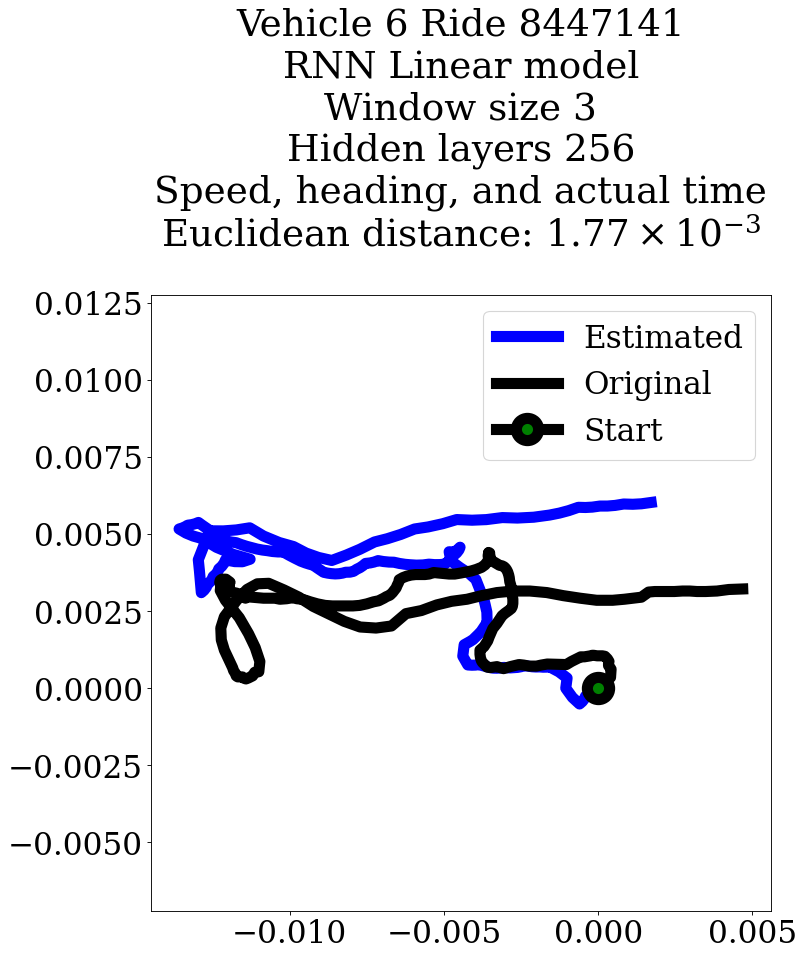 Vehicle 6 Ride 8447141
RNN Linear model
Window size 3
Hidden layers 256
Speed, heading, and actual time
Euclidean distance: 1.77 × 10⁻³
0.0125
0.0100
0.0075
0.0050
0.0025
0.0000
−0.0025
−0.0050
Estimated
Original
Start
−0.010
−0.005
0.000
0.005